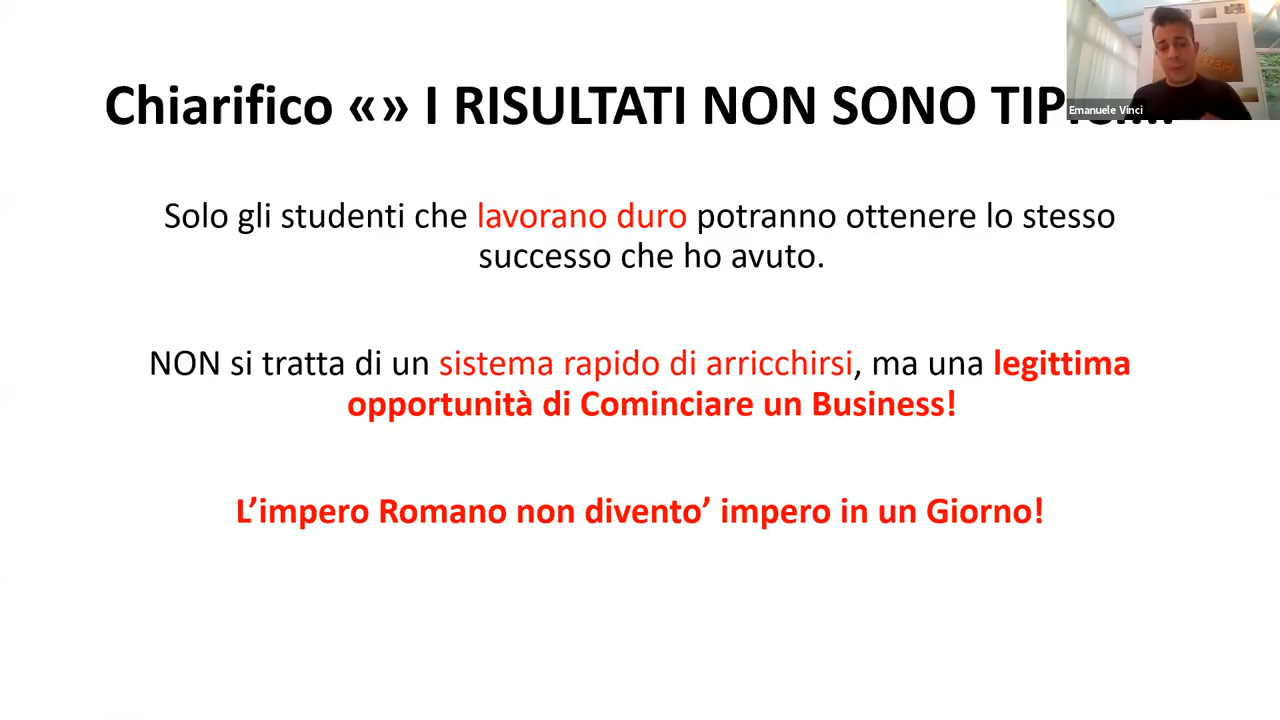 Chiarifico «» I RISULTATI NON SONO
Emanuele Vinci
Solo gli studenti che lavorano duro potranno ottenere lo stesso
successo che ho avuto.
NON si tratta di un sistema rapido di arricchirsi, ma una legittima
opportunità di Cominciare un Business!
L’impero Romano non divento’ impero in un Giorno!